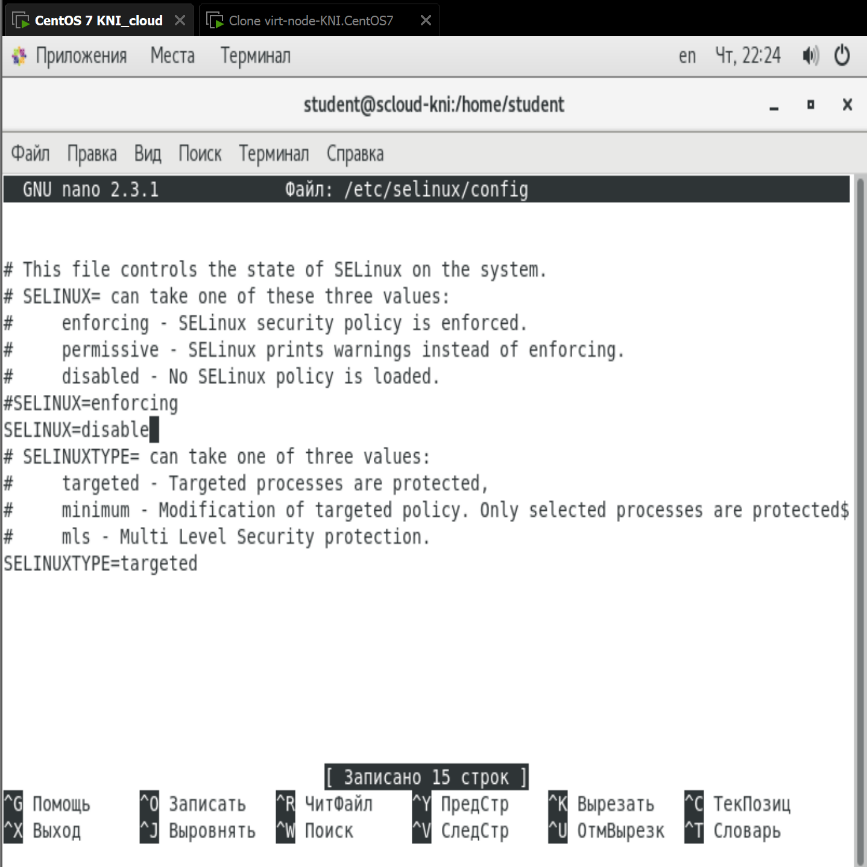 CentOS 7 KNI_cloud × Clone virt-node-KNI.CentOS7 ×
Приложения Места Терминал en Чт, 22:24
student@scloud-kni:/home/student
Файл Правка Вид Поиск Терминал Справка
GNU nano 2.3.1 Файл: /etc/selinux/config
# This file controls the state of SELinux on the system.
# SELINUX= can take one of these three values:
#     enforcing - SELinux security policy is enforced.
#     permissive - SELinux prints warnings instead of enforcing.
#     disabled - No SELinux policy is loaded.
#SELINUX=enforcing
SELINUX=disable
# SELINUXTYPE= can take one of three values:
#     targeted - Targeted processes are protected,
#     minimum - Modification of targeted policy. Only selected processes are protected$
#     mls - Multi Level Security protection.
SELINUXTYPE=targeted
[ Записано 15 строк ]
^G Помощь ^O Записать ^R ЧитФайл ^Y ПредСтр ^K Вырезать ^C ТекПозиц
^X Выход ^J Выровнять ^W Поиск ^V СледСтр ^U ОтмВырезк ^T Словарь